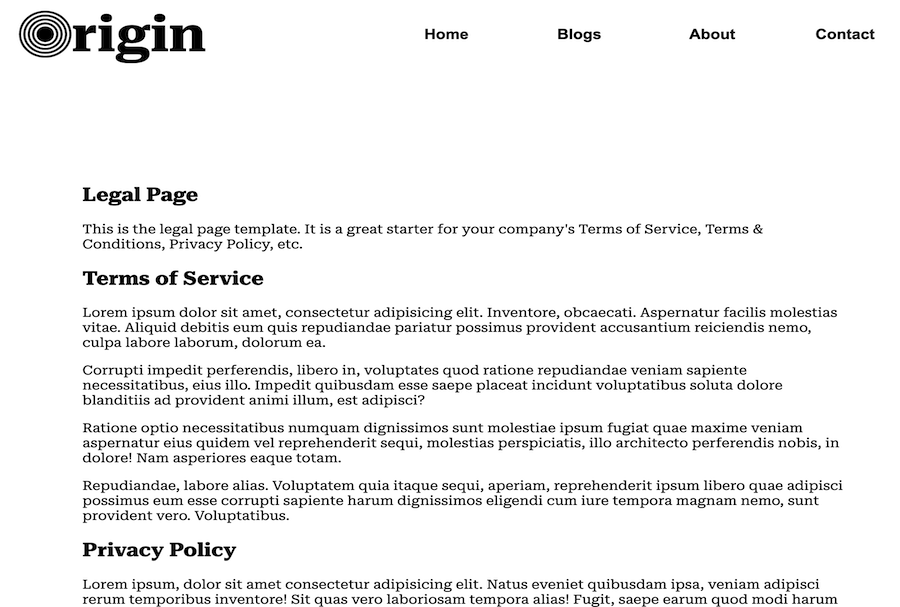 Origin
Home Blogs About Contact
Legal Page
This is the legal page template. It is a great starter for your company's Terms of Service, Terms &
Conditions, Privacy Policy, etc.
Terms of Service
Lorem ipsum dolor sit amet, consectetur adipisicing elit. Inventore, obcaecati. Aspernatur facilis molestias
vitae. Aliquid debitis eum quis repudiandae pariatur possimus provident accusantium reiciendis nemo,
culpa labore laborum, dolorum ea.
Corrupti impedit perferendis, libero in, voluptates quod ratione repudiandae veniam sapiente
necessitatibus, eius illo. Impedit quibusdam esse saepe placeat incidunt voluptatibus soluta dolore
blanditiis ad provident animi illum, est adipisci?
Ratione optio necessitatibus numquam dignissimos sunt molestiae ipsum fugiat quae maxime veniam
aspernatur eius quidem vel reprehenderit sequi, molestias perspiciatis, illo architecto perferendis nobis, in
dolore! Nam asperiores eaque totam.
Repudiandae, labore alias. Voluptatem quia itaque sequi, aperiam, reprehenderit ipsum libero quae adipisci
possimus eum esse corrupti sapiente harum dignissimos eligendi cum iure tempora magnam nemo, sunt
provident vero. Voluptatibus.
Privacy Policy
Lorem ipsum, dolor sit amet consectetur adipisicing elit. Natus eveniet quibusdam ipsa, veniam adipisci
rerum temporibus inventore! Sit quas vero laboriosam tempora alias! Fugit, saepe earum quod modi harum